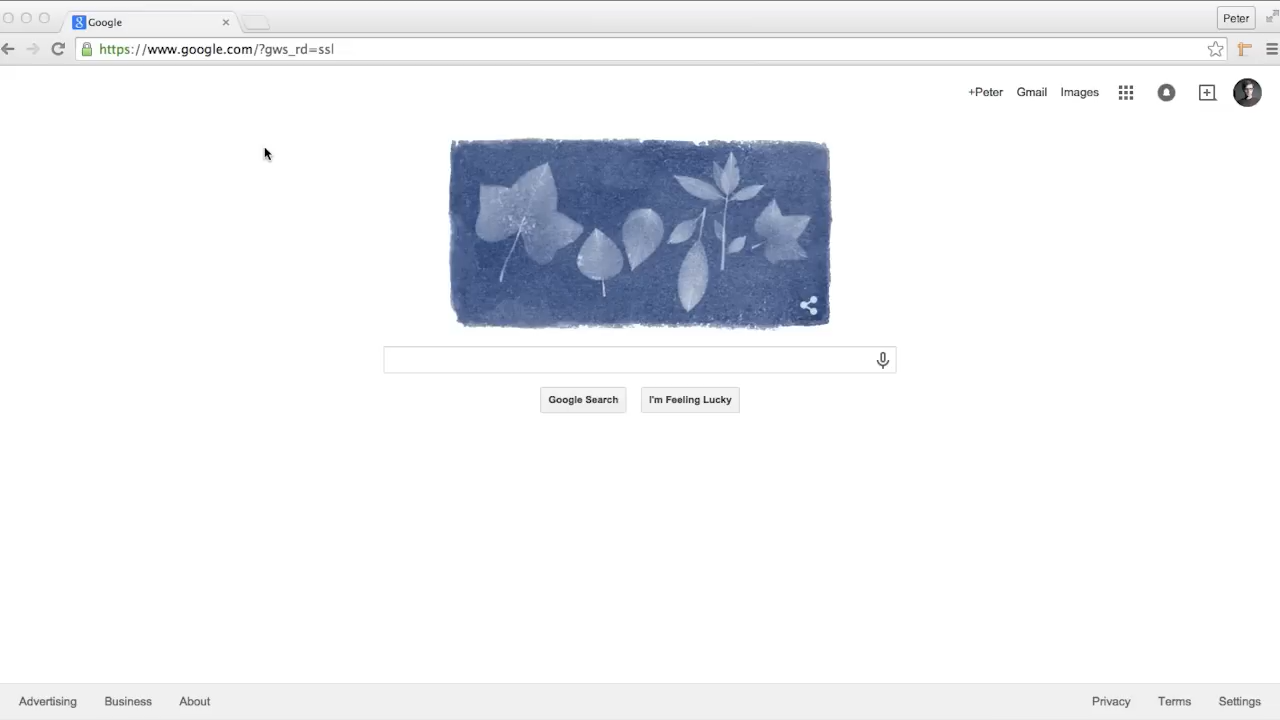 Google
Peter
https://www.google.com/?gws_rd=ssl
+Peter Gmail Images
Google Search I'm Feeling Lucky
Advertising Business About Privacy Terms Settings